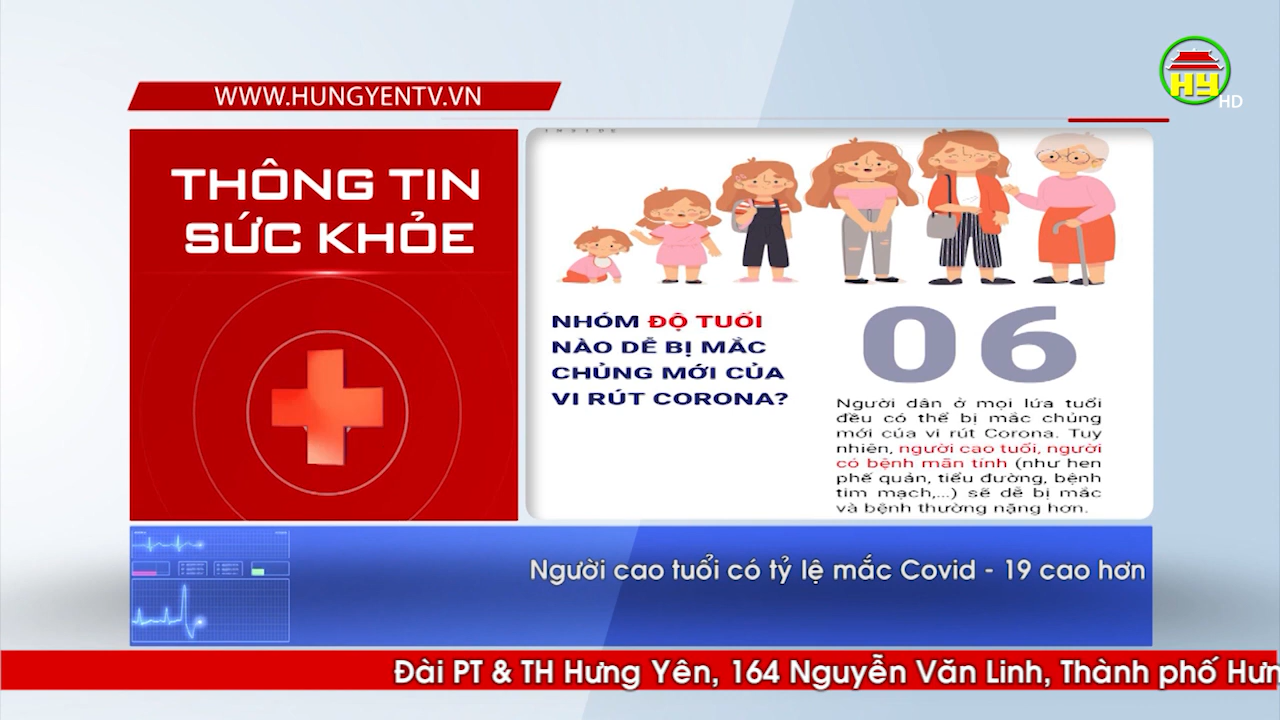 WWW.HUNGYENTV.VN
HY
HD
THÔNG TIN
SỨC KHỎE
NHÓM ĐỘ TUỔI
NÀO DỄ BỊ MẮC
CHỦNG MỚI CỦA
VI RÚT CORONA?
06
Người dân ở mọi lứa tuổi
đều có thể bị mắc chủng
mới của vi rút Corona. Tuy
nhiên, người cao tuổi, người
có bệnh mãn tính (như hen
phế quản, tiểu đường, bệnh
tim mạch,...) sẽ dễ bị mắc
và bệnh thường nặng hơn.
Người cao tuổi có tỷ lệ mắc Covid - 19 cao hơn
Đài PT & TH Hưng Yên, 164 Nguyễn Văn Linh, Thành phố